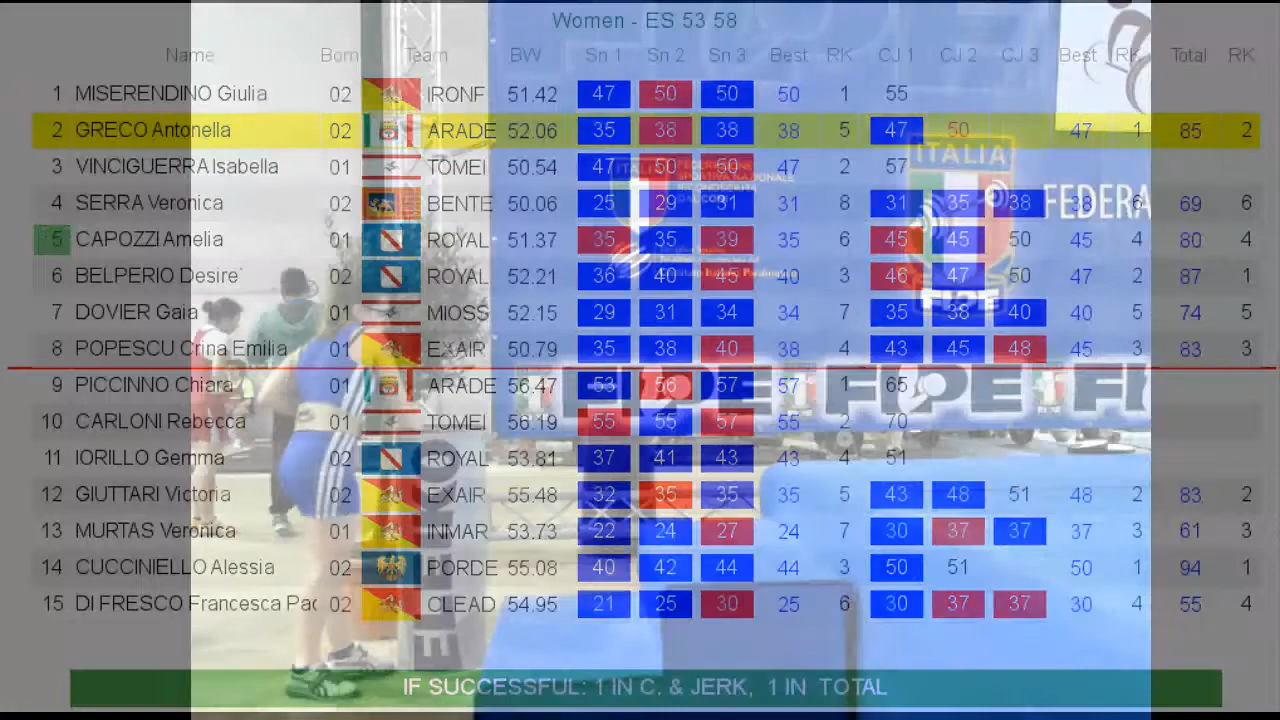 Women - ES 53 58
Name Born Team BW Sn 1 Sn 2 Sn 3 Best RK CJ 1 CJ 2 CJ 3 Best RK Total RK
1 MISERENDINO Giulia 02 IRONF 51.42 47 50 50 50 1 55
2 GRECO Antonella 02 ARADE 52.06 35 38 38 38 5 47 50 47 1 85 2
3 VINCIGUERRA Isabella 01 TOMEI 50.54 47 50 50 47 2 57
4 SERRA Veronica 02 BENTE 50.06 25 29 31 31 8 31 35 38 38 6 69 6
5 CAPOZZI Amelia 01 ROYAL 51.37 35 35 39 35 6 45 45 50 45 4 80 4
6 BELPERIO Desire` 02 ROYAL 52.21 36 40 45 40 3 46 47 50 47 2 87 1
7 DOVIER Gaia 01 MIOSS 52.15 29 31 34 34 7 35 38 40 40 5 74 5
8 POPESCU Crina Emilia 01 EXAIR 50.79 35 38 40 38 4 43 45 48 45 3 83 3
9 PICCINNO Chiara 01 ARADE 56.47 53 56 57 57 1 65
10 CARLONI Rebecca 01 TOMEI 56.19 55 55 57 55 2 70
11 IORILLO Gemma 02 ROYAL 53.81 37 41 43 43 4 51
12 GIUTTARI Victoria 02 EXAIR 55.48 32 35 35 35 5 43 48 51 48 2 83 2
13 MURTAS Veronica 01 INMAR 53.73 22 24 27 24 7 30 37 37 37 3 61 3
14 CUCCINIELLO Alessia 02 PORDE 55.08 40 42 44 44 3 50 51 50 1 94 1
15 DI FRESCO Francesca Pao 02 CLEAD 54.95 21 25 30 25 6 30 37 37 30 4 55 4
IF SUCCESSFUL: 1 IN C. & JERK, 1 IN TOTAL
ITALIA
FEDERA
FIPE
FIPE FIPE FI